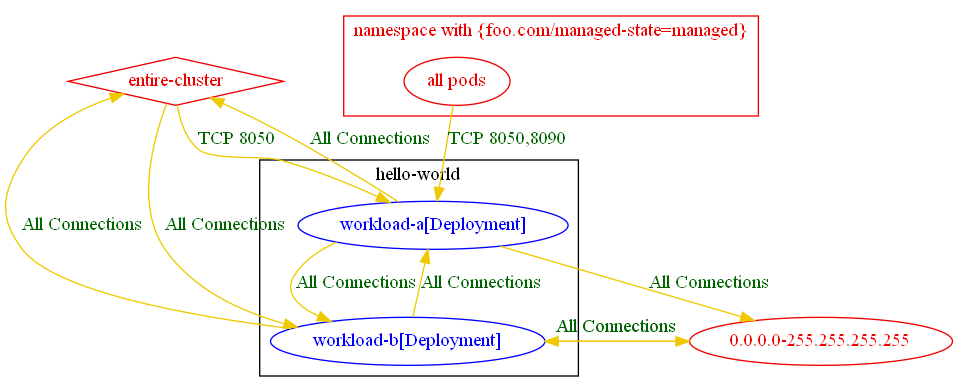 namespace with {foo.com/managed-state=managed}
entire-cluster
all pods
TCP 8050
All Connections
TCP 8050,8090
hello-world
workload-a[Deployment]
All Connections
All Connections
All Connections
All Connections
All Connections
All Connections
workload-b[Deployment]
0.0.0.0-255.255.255.255